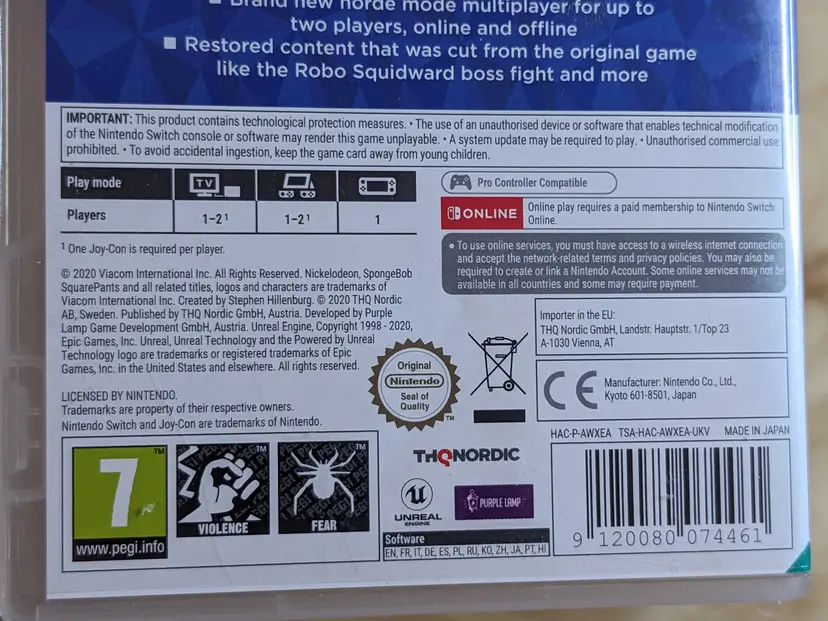 ■ Brand new horde mode multiplayer for up to
two players, online and offline
■ Restored content that was cut from the original game
like the Robo Squidward boss fight and more
IMPORTANT: This product contains technological protection measures. • The use of an unauthorised device or software that enables technical modification
of the Nintendo Switch console or software may render this game unplayable. • A system update may be required to play. • Unauthorised commercial use
prohibited. • To avoid accidental ingestion, keep the game card away from young children.
Play mode TV
Players 1–2¹ 1–2¹ 1
¹ One Joy-Con is required per player.
Pro Controller Compatible
ONLINE Online play requires a paid membership to Nintendo Switch
Online.
• To use online services, you must have access to a wireless internet connection
and accept the network-related terms and privacy policies. You may also be
required to create or link a Nintendo Account. Some online services may not be
available in all countries and some may require payment.
© 2020 Viacom International Inc. All Rights Reserved. Nickelodeon, SpongeBob
SquarePants and all related titles, logos and characters are trademarks of
Viacom International Inc. Created by Stephen Hillenburg. © 2020 THQ Nordic
AB, Sweden. Published by THQ Nordic GmbH, Austria. Developed by Purple
Lamp Game Development GmbH, Austria. Unreal Engine, Copyright 1998 - 2020,
Epic Games, Inc. Unreal, Unreal Technology and the Powered by Unreal
Technology logo are trademarks or registered trademarks of Epic
Games, Inc. in the United States and elsewhere. All rights reserved.
LICENSED BY NINTENDO.
Trademarks are property of their respective owners.
Nintendo Switch and Joy-Con are trademarks of Nintendo.
Original
Nintendo
Seal of
Quality
TM
Importer in the EU:
THQ Nordic GmbH, Landstr. Hauptstr. 1/Top 23
A-1030 Vienna, AT
CE Manufacturer: Nintendo Co., Ltd.,
Kyoto 601-8501, Japan
HAC-P-AWXEA TSA-HAC-AWXEA-UKV MADE IN JAPAN
7 TM
www.pegi.info
TM
VIOLENCE
TM
FEAR
THQ NORDIC
UNREAL
ENGINE
PURPLE LAMP
Software
EN, FR, IT, DE, ES, PL, RU, KO, ZH, JA, PT, HI
9 120080 074461